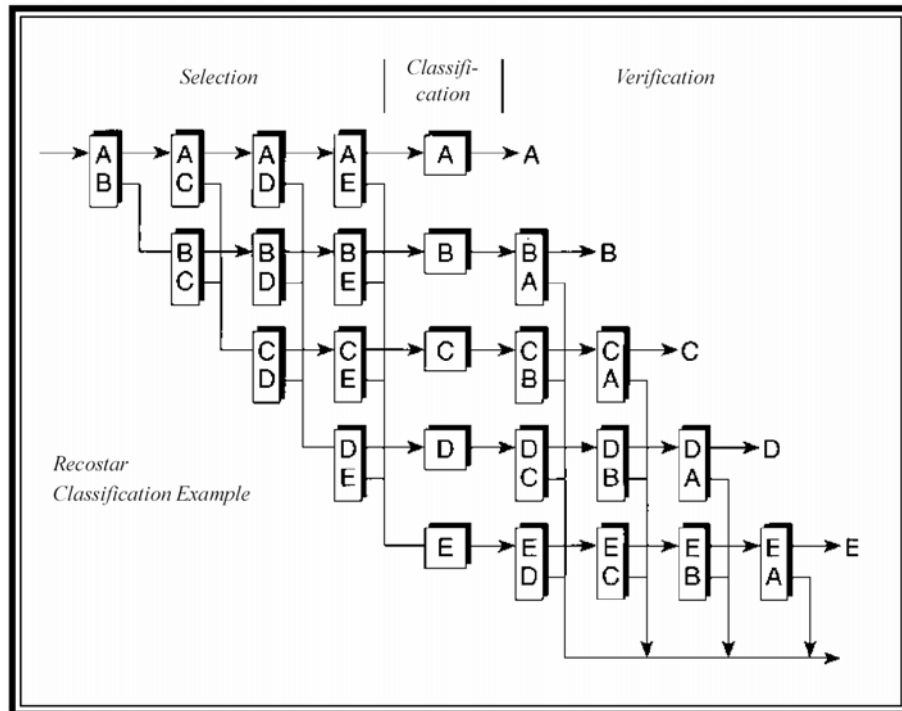 Selection
Classifi-
cation
Verification
A A A A A A
B C D E
B B B B B B
C D E A
C C C C C C
D E B A
D D D D D D
E C B A
Recostar
Classification Example
E E E E E E
D C B A